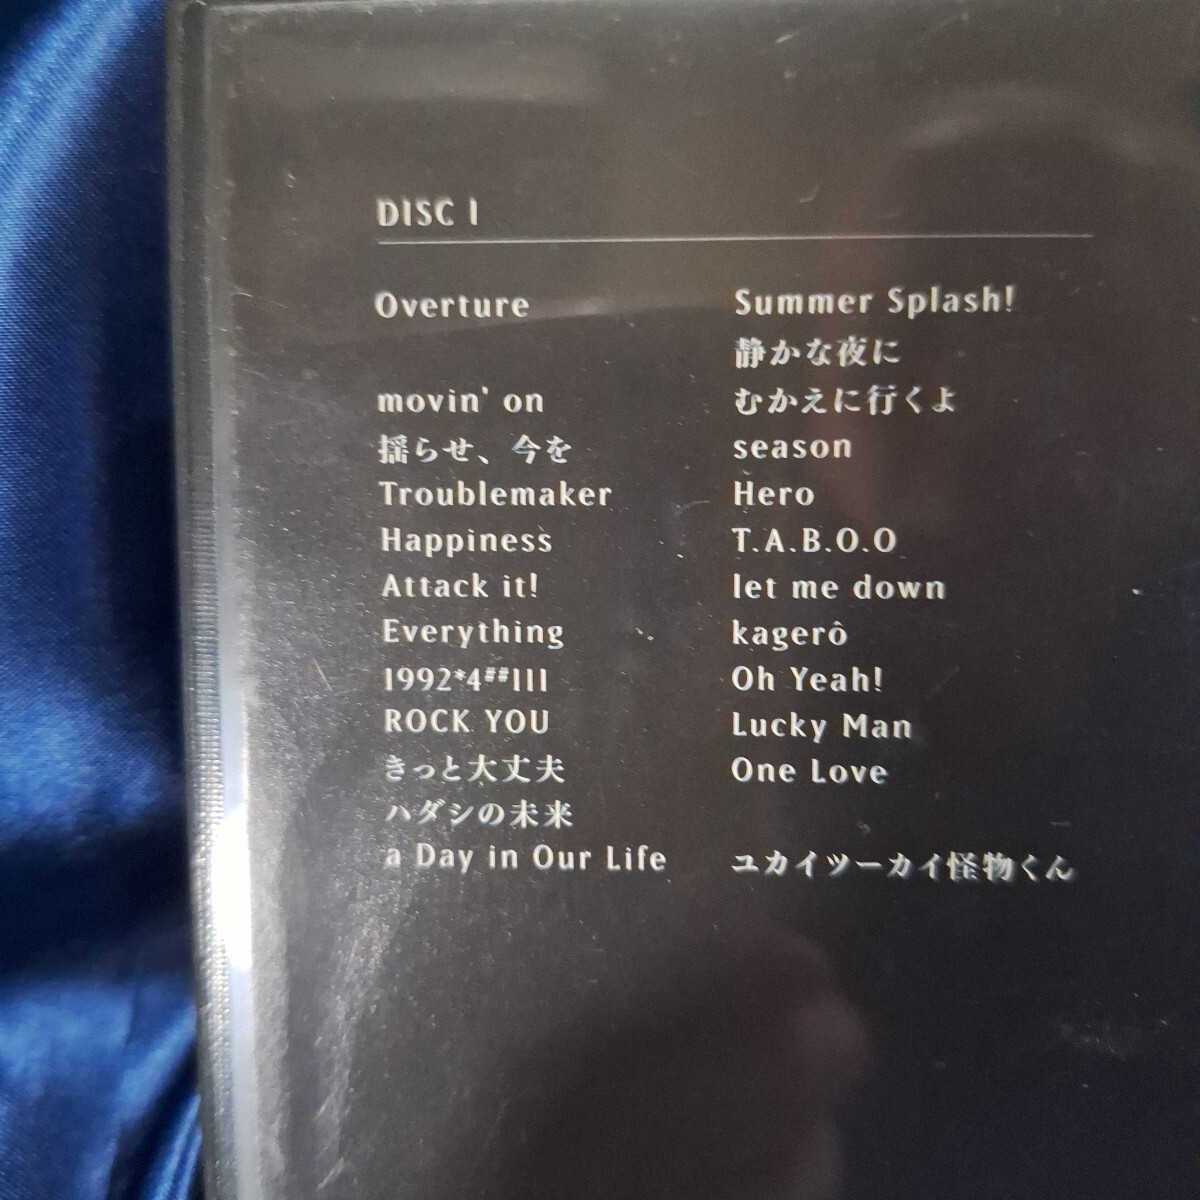 DISC 1
Overture
movin' on
揺らせ、今を
Troublemaker
Happiness
Attack it!
Everything
1992*4##111
ROCK YOU
きっと大丈夫
ハダシの未来
a Day in Our Life
Summer Splash!
静かな夜に
むかえに行くよ
season
Hero
T.A.B.O.O
let me down
kagerô
Oh Yeah!
Lucky Man
One Love
ユカイツーカイ怪物くん